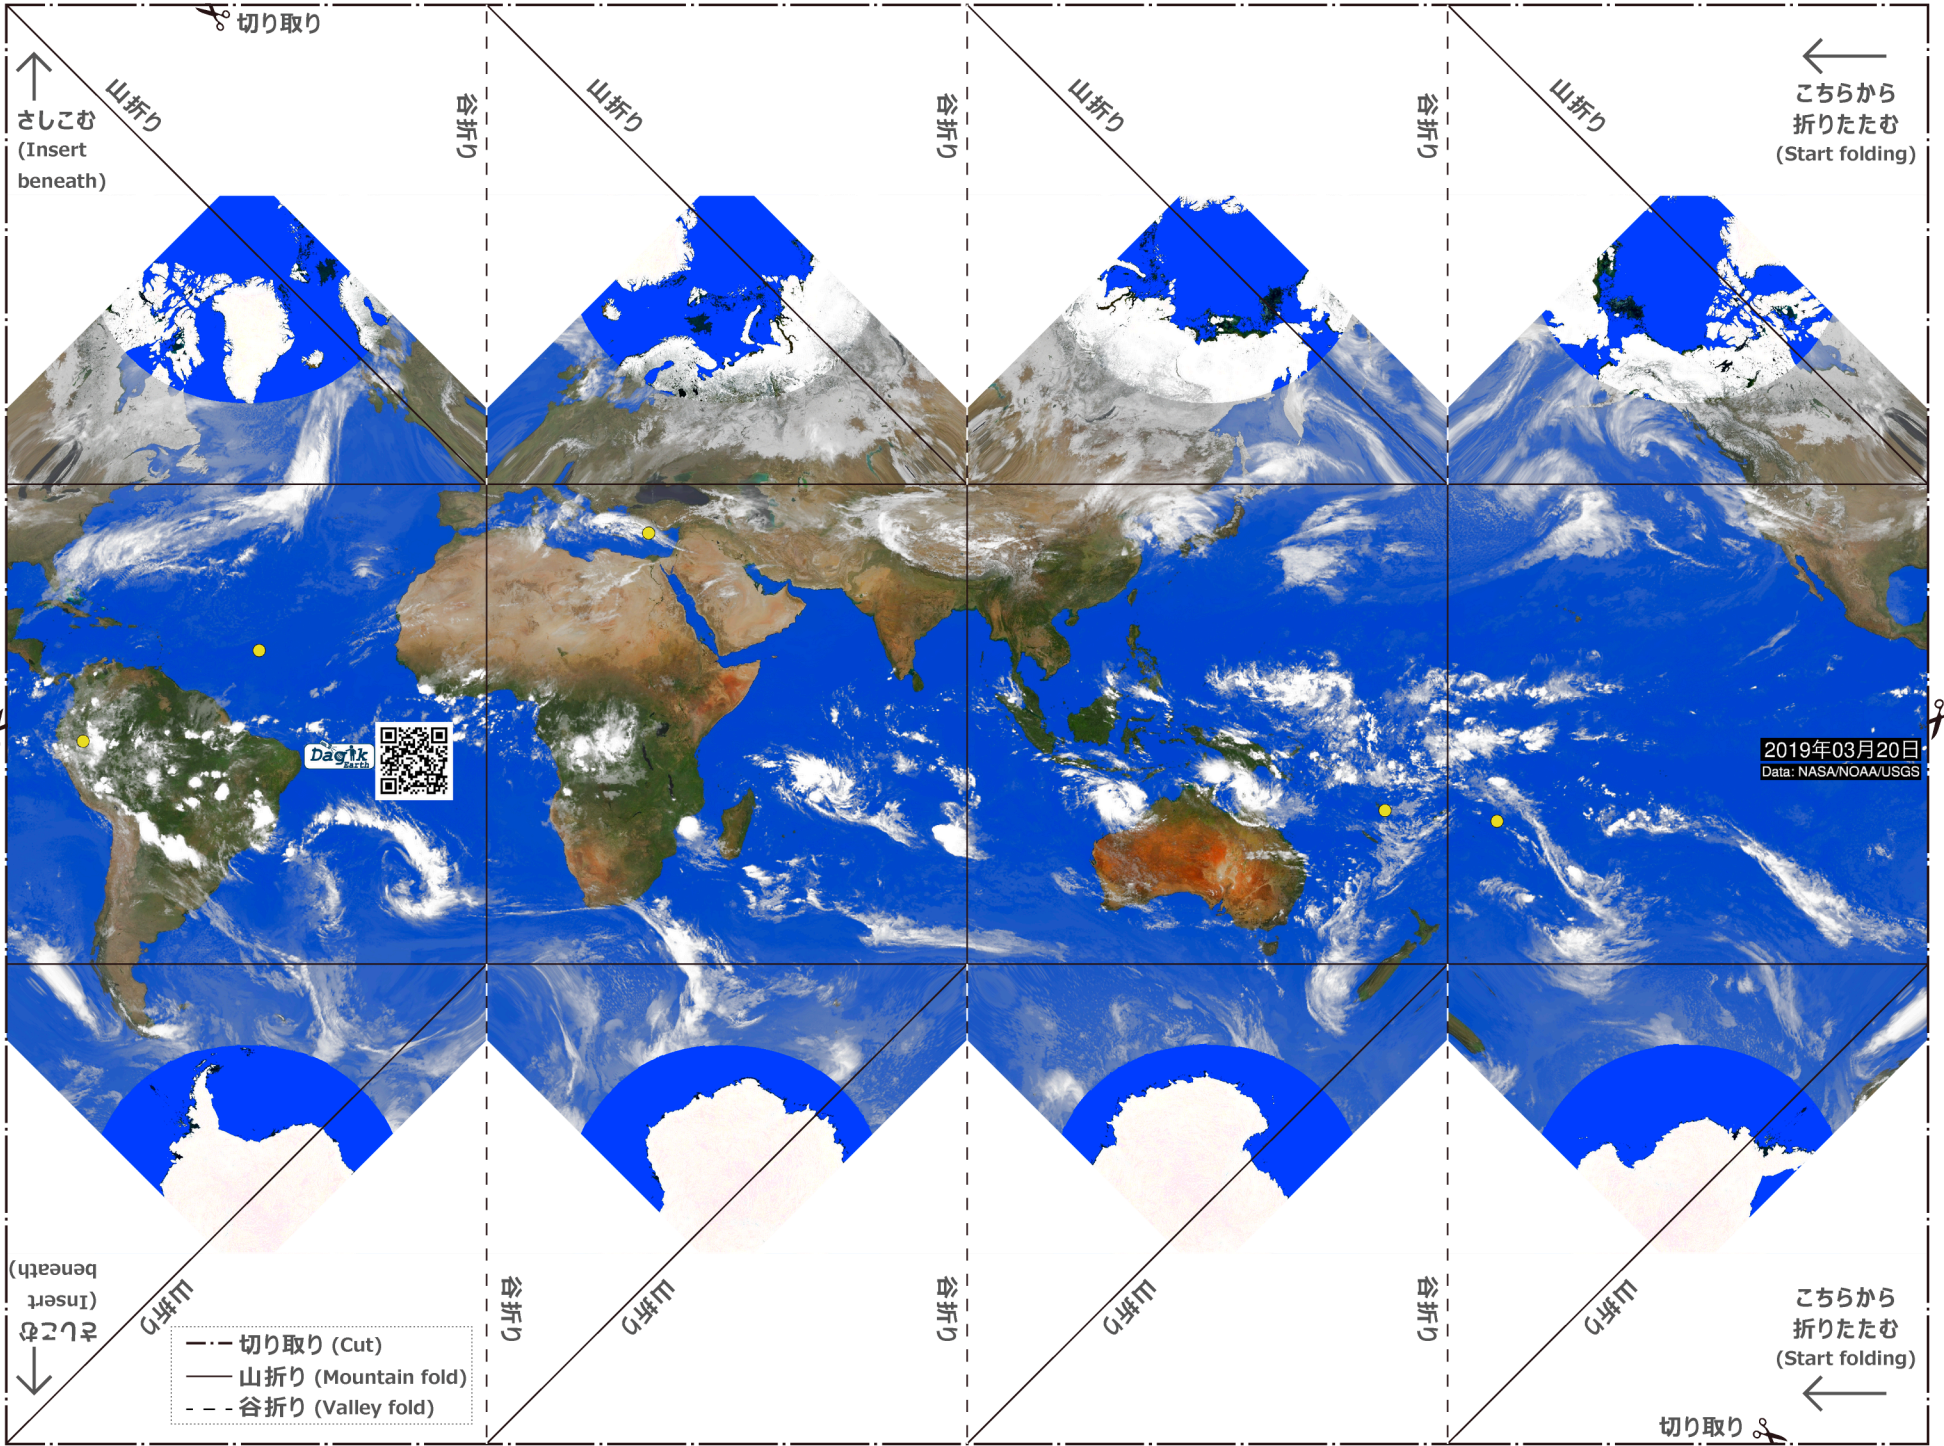 切り取り
山折り
山折り
山折り
山折り
谷折り
谷折り
谷折り
さしこむ
(Insert
beneath)
こちらから
折りたたむ
(Start folding)
Dagik
Earth
2019年03月20日
Data: NASA/NOAA/USGS
さしこむ
(Insert
beneath)
山折り
山折り
山折り
山折り
谷折り
谷折り
谷折り
切り取り (Cut)
山折り (Mountain fold)
谷折り (Valley fold)
こちらから
折りたたむ
(Start folding)
切り取り